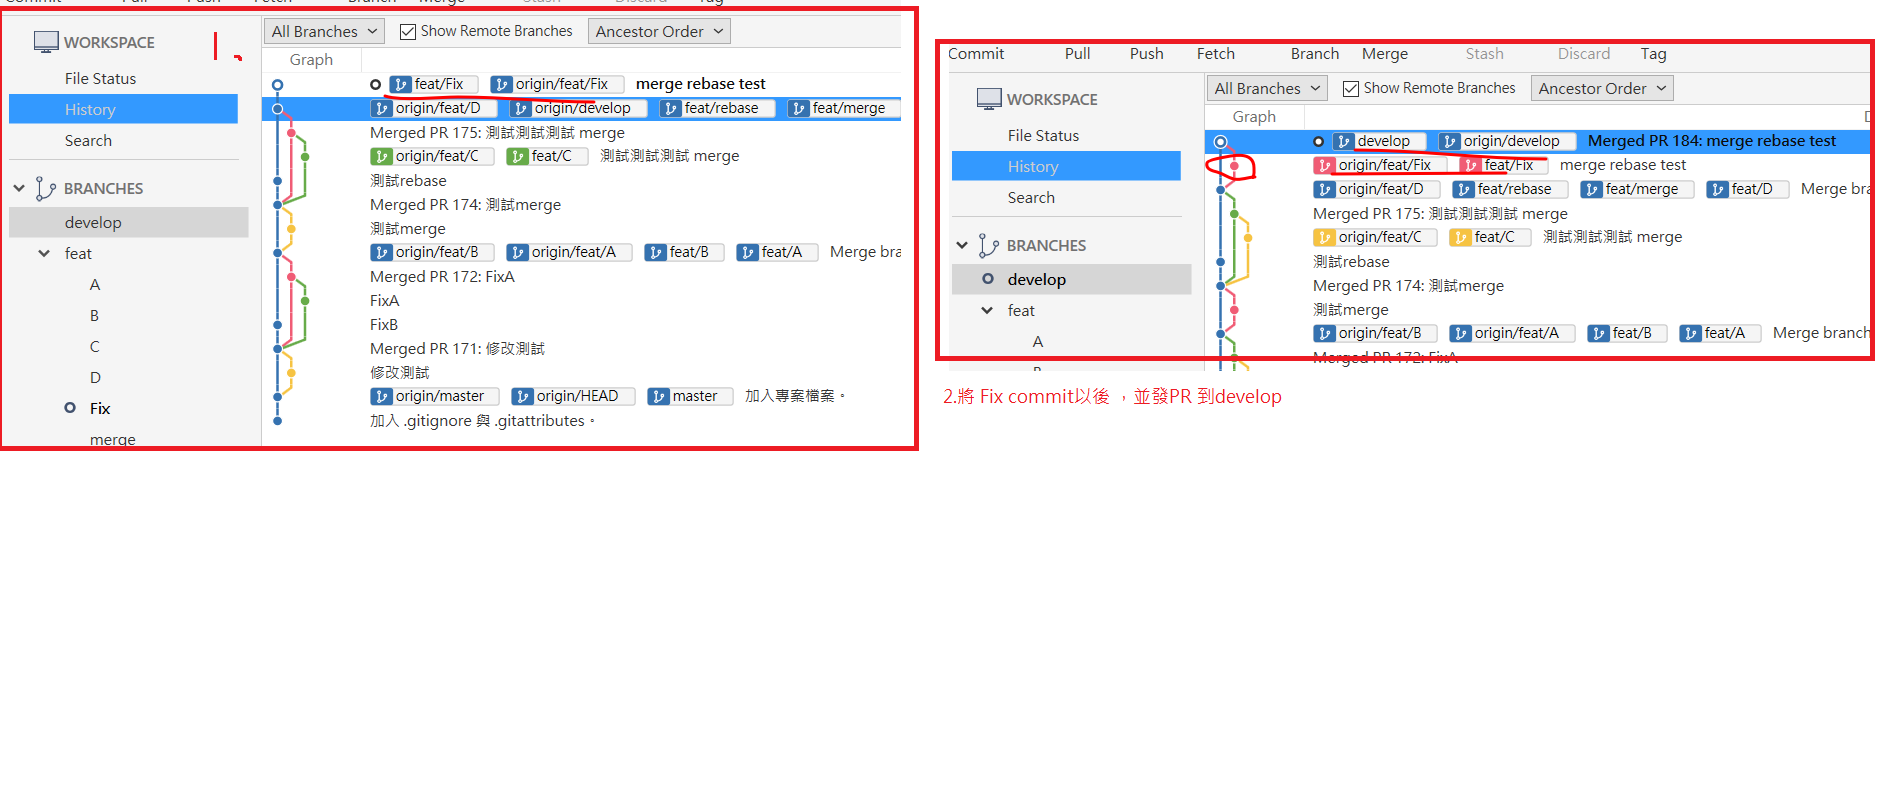 Commit Pull Push Fetch Branch Merge Stash Discard Tag
All Branches Show Remote Branches Ancestor Order
WORKSPACE
Graph
File Status
History
Search
BRANCHES
develop
feat
A
B
C
D
Fix
merge
feat/Fix origin/feat/Fix merge rebase test
origin/feat/D origin/develop feat/rebase feat/merge
Merged PR 175: 測試測試測試 merge
origin/feat/C feat/C 測試測試測試 merge
測試rebase
Merged PR 174: 測試merge
測試merge
origin/feat/B origin/feat/A feat/B feat/A Merge bra
Merged PR 172: FixA
FixA
FixB
Merged PR 171: 修改測試
修改測試
origin/master origin/HEAD master 加入專案檔案。
加入 .gitignore 與 .gitattributes。
Commit Pull Push Fetch Branch Merge Stash Discard Tag
All Branches Show Remote Branches Ancestor Order
WORKSPACE
Graph D
File Status
History
Search
BRANCHES
develop
feat
A
B
develop origin/develop Merged PR 184: merge rebase test
origin/feat/Fix feat/Fix merge rebase test
origin/feat/D feat/rebase feat/merge feat/D Merge bra
Merged PR 175: 測試測試測試 merge
origin/feat/C feat/C 測試測試測試 merge
測試rebase
Merged PR 174: 測試merge
測試merge
origin/feat/B origin/feat/A feat/B feat/A Merge branch
Merged PR 172: FixA
2.將 Fix commit以後 ，並發PR 到develop